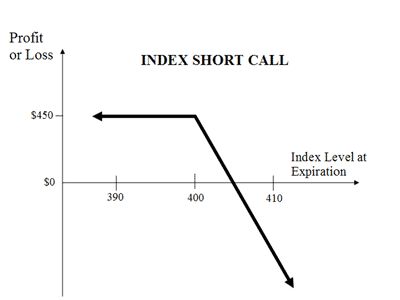 Profit
or Loss
INDEX SHORT CALL
$450
Index Level at
Expiration
$0
390
400
410